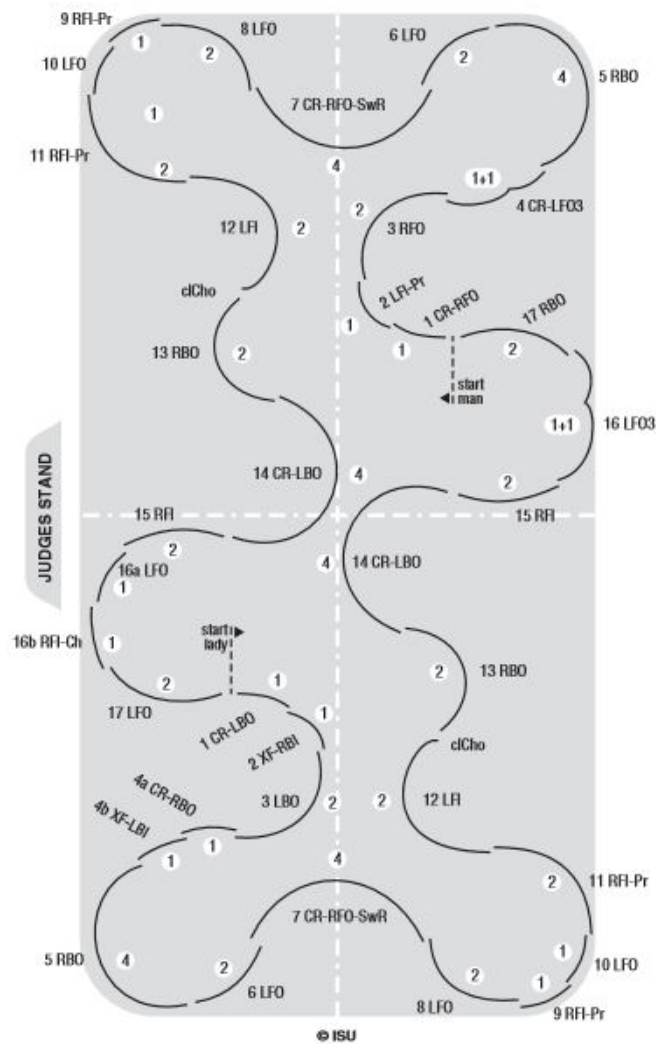 9 RFI-Pr
8 LFO
6 LFO
1
2
2
10 LFO
4
5 RBO
7 CR-RFO-SwR
1
11 RFI-Pr
2
4
1+1
4 CR-LFO3
2
12 LFI
2
3 RFO
clCho
2 LFI-Pr
1 CR-RFO
17 RBO
1
1
2
13 RBO
2
start
man
1+1
16 LFO3
14 CR-LBO
4
2
15 RFI
15 RFI
JUDGES STAND
2
16a LFO
4
14 CR-LBO
1
start
lady
16b RFI-Ch
1
2
13 RBO
2
1
17 LFO
1
1 CR-LBO
2 XF-RBI
clCho
4a CR-RBO
3 LBO
2
2
12 LFI
4b XF-LBI
1
1
4
2
11 RFI-Pr
7 CR-RFO-SwR
5 RBO
4
2
2
1
1
10 LFO
6 LFO
8 LFO
9 RFI-Pr
© ISU